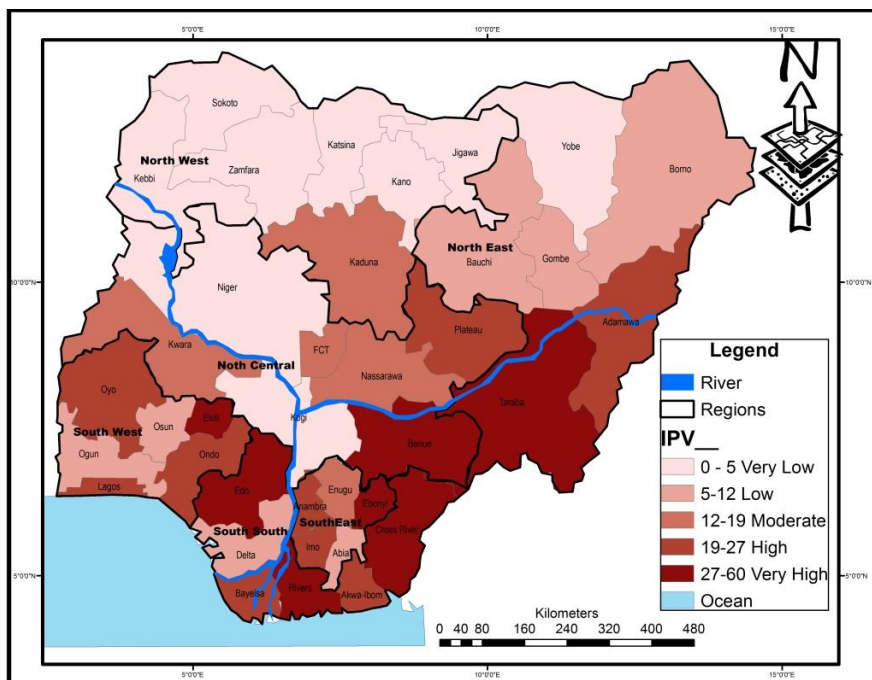 5°0'0"E
10°0'0"E
15°0'0"E
N
Sokoto
Katsina
Jigawa
Yobe
Borno
North West
Zamfara
Kano
Kebbi
North East
Kaduna
Bauchi
Gombe
Niger
10°0'0"N
10°0'0"N
Plateau
Adamawa
Kwara
FCT
Noth Central
Nassarawa
Oyo
Taraba
Kogi
Ekiti
South West
Osun
Benue
Ogun
Ondo
Lagos
Edo
Enugu
Anambra
Ebonyi
SouthEast
Cross River
South South
Imo
Delta
Abia
Bayelsa
Rivers
Akwa-Ibom
5°0'0"N
5°0'0"N
Legend
River
Regions
IPV__
0 - 5 Very Low
5-12 Low
12-19 Moderate
19-27 High
27-60 Very High
Ocean
Kilometers
0 40 80 160 240 320 400 480
5°0'0"E
10°0'0"E
15°0'0"E